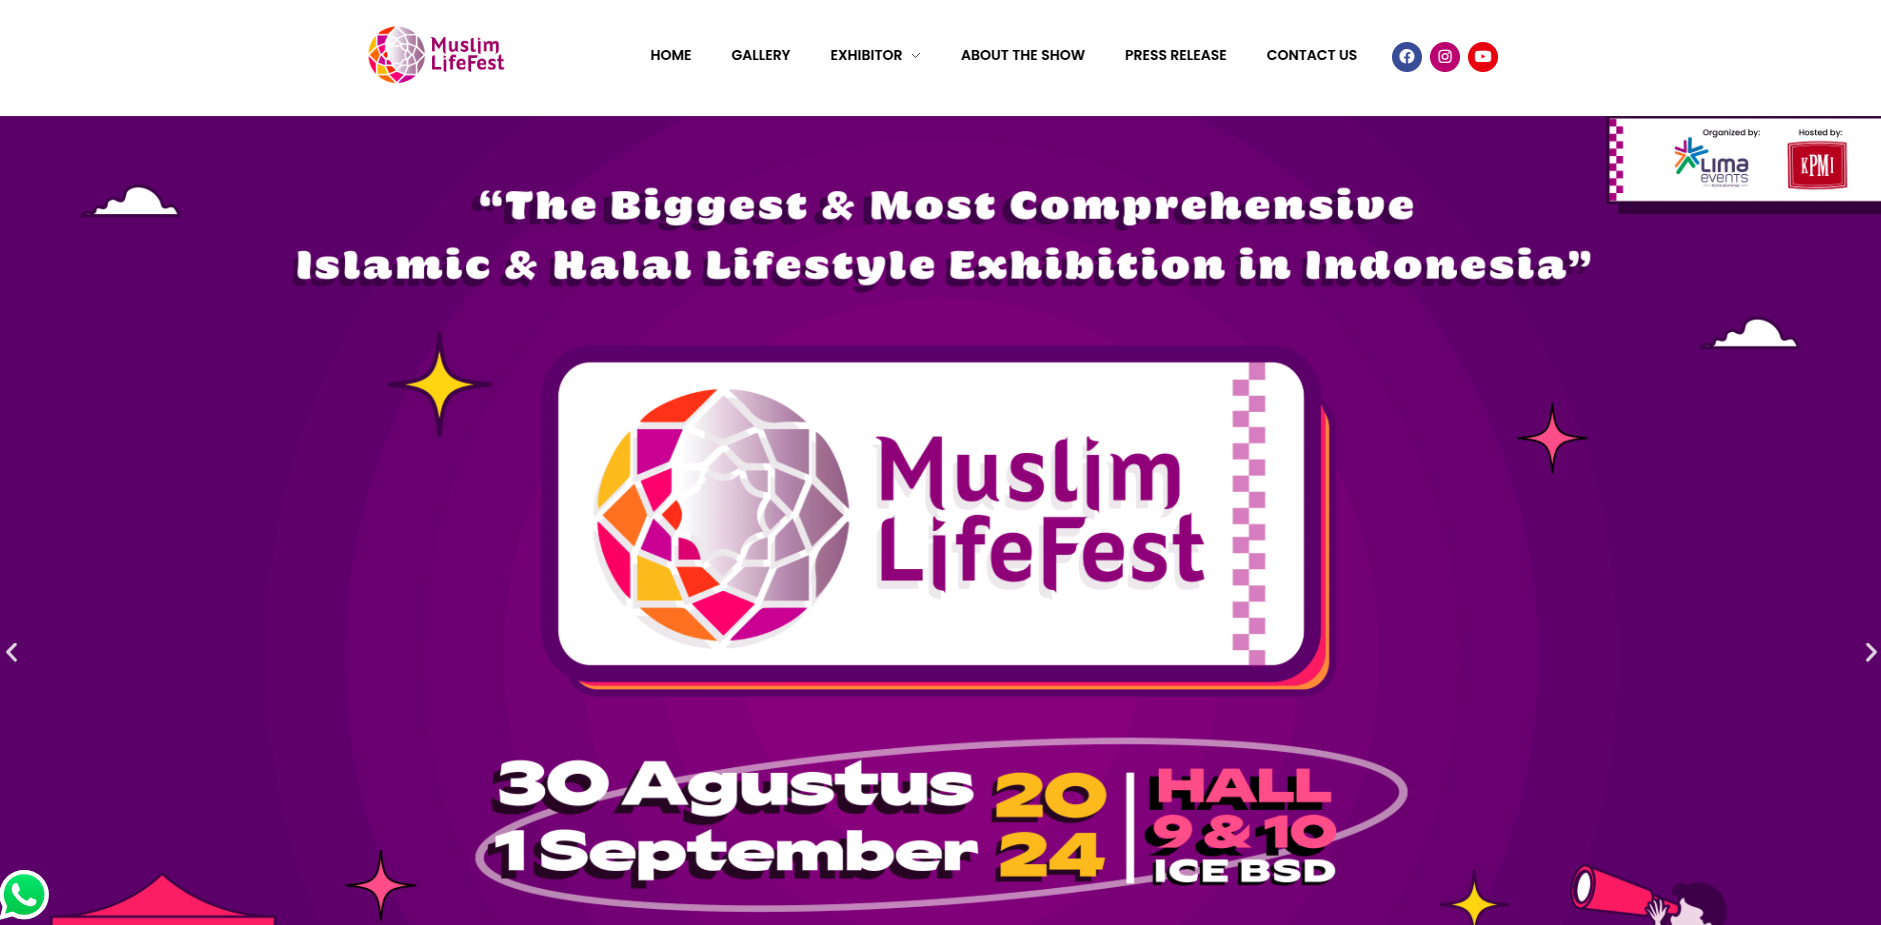 Muslim
LifeFest
HOME
GALLERY
EXHIBITOR
ABOUT THE SHOW
PRESS RELEASE
CONTACT US
Organized by:
Hosted by:
LIMA
events
KPMI
“The Biggest & Most Comprehensive
Islamic & Halal Lifestyle Exhibition in Indonesia”
Muslim
LifeFest
30 Agustus
1 September
20
24
HALL
9 & 10
ICE BSD